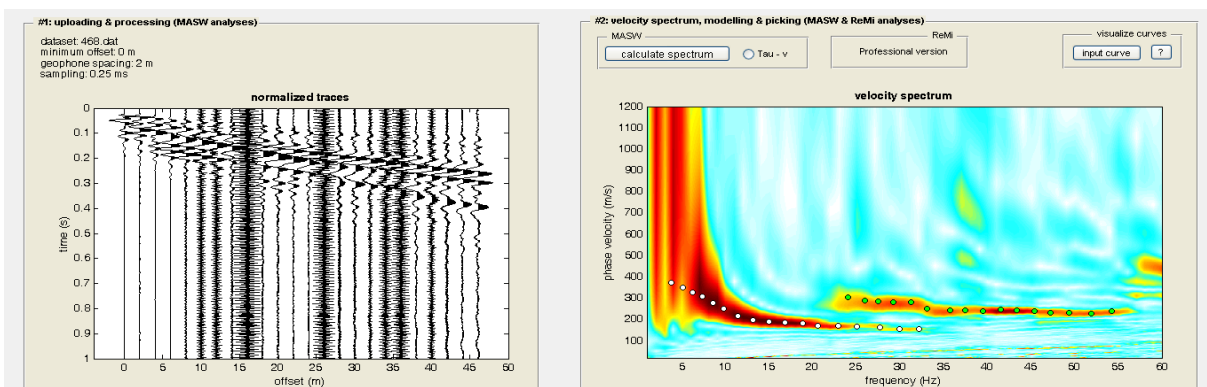 #1: uploading & processing (MASW analyses)
dataset: 468.dat
minimum offset: 0 m
geophone spacing: 2 m
sampling: 0.25 ms
normalized traces
0
0.1
0.2
0.3
0.4
0.5
0.6
0.7
0.8
0.9
1
time (s)
0 5 10 15 20 25 30 35 40 45 50
offset (m)
#2: velocity spectrum, modelling & picking (MASW & ReMi analyses)
MASW
calculate spectrum
Tau - v
ReMi
Professional version
visualize curves
input curve
?
velocity spectrum
1200
1100
1000
900
800
700
600
500
400
300
200
100
phase velocity (m/s)
5 10 15 20 25 30 35 40 45 50 55 60
frequency (Hz)